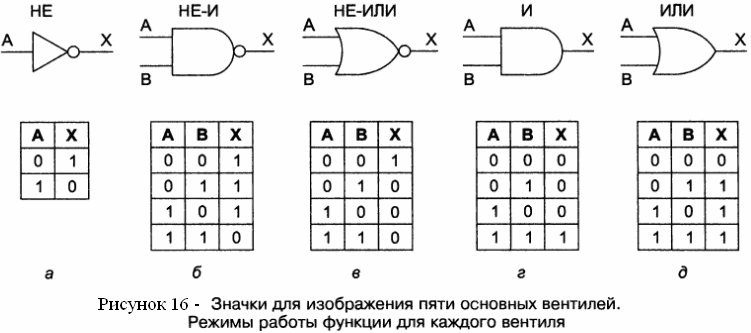 НЕ НЕ-И НЕ-ИЛИ И ИЛИ
A X A X A X A X A X
B B B B
A X A B X A B X A B X A B X
0 1 0 0 1 0 0 1 0 0 0 0 0 0
1 0 0 1 1 0 1 0 0 1 0 0 1 1
1 0 1 1 0 0 1 0 0 1 0 1
1 1 0 1 1 0 1 1 1 1 1 1
а б в г д
Рисунок 16 - Значки для изображения пяти основных вентилей.
Режимы работы функции для каждого вентиля